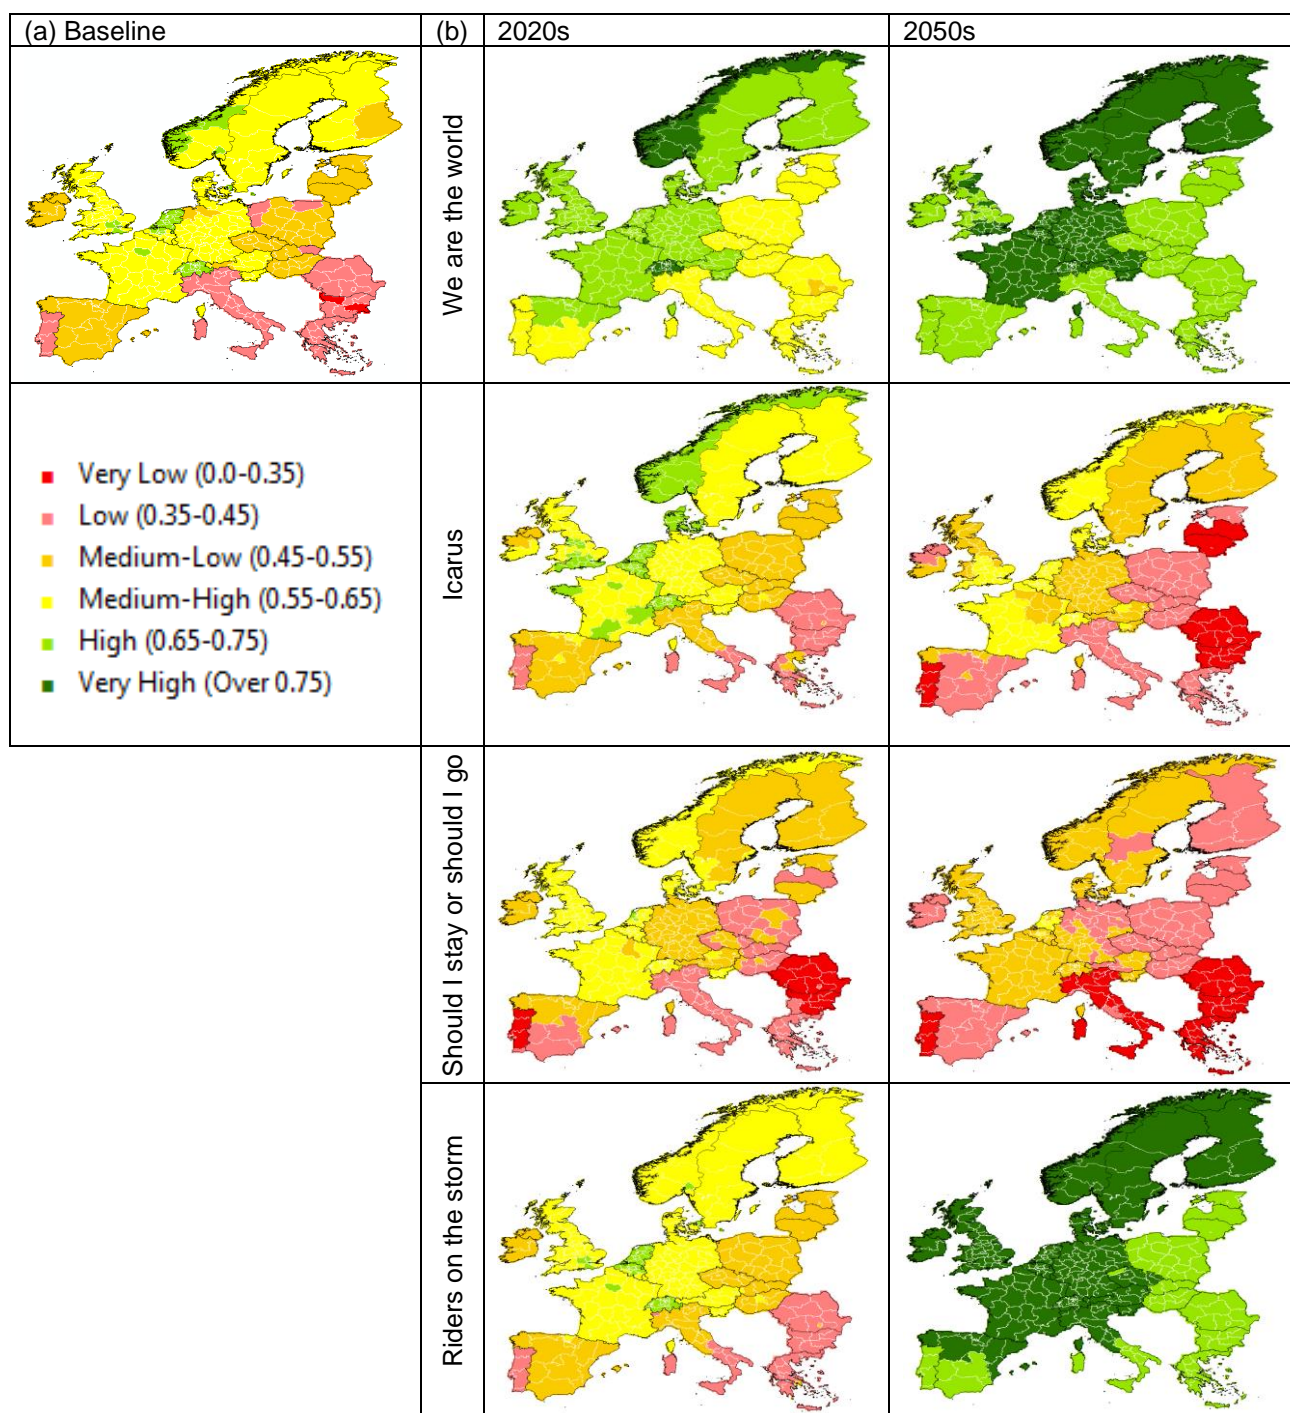 (a) Baseline
(b)
2020s
2050s
We are the world
Very Low (0.0-0.35)
Low (0.35-0.45)
Medium-Low (0.45-0.55)
Medium-High (0.55-0.65)
High (0.65-0.75)
Very High (Over 0.75)
Icarus
Should I stay or should I go
Riders on the storm